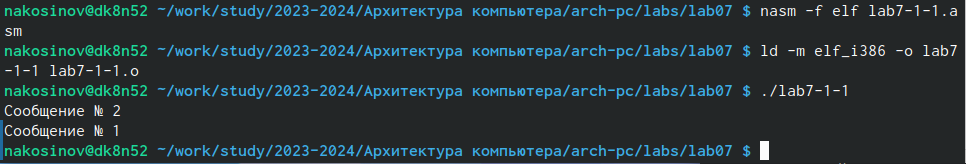 nakosinov@dk8n52 ~/work/study/2023-2024/Архитектура компьютера/arch-pc/labs/lab07 $ nasm -f elf lab7-1-1.a
sm
nakosinov@dk8n52 ~/work/study/2023-2024/Архитектура компьютера/arch-pc/labs/lab07 $ ld -m elf_i386 -o lab7
-1-1 lab7-1-1.o
nakosinov@dk8n52 ~/work/study/2023-2024/Архитектура компьютера/arch-pc/labs/lab07 $ ./lab7-1-1
Сообщение № 2
Сообщение № 1
nakosinov@dk8n52 ~/work/study/2023-2024/Архитектура компьютера/arch-pc/labs/lab07 $